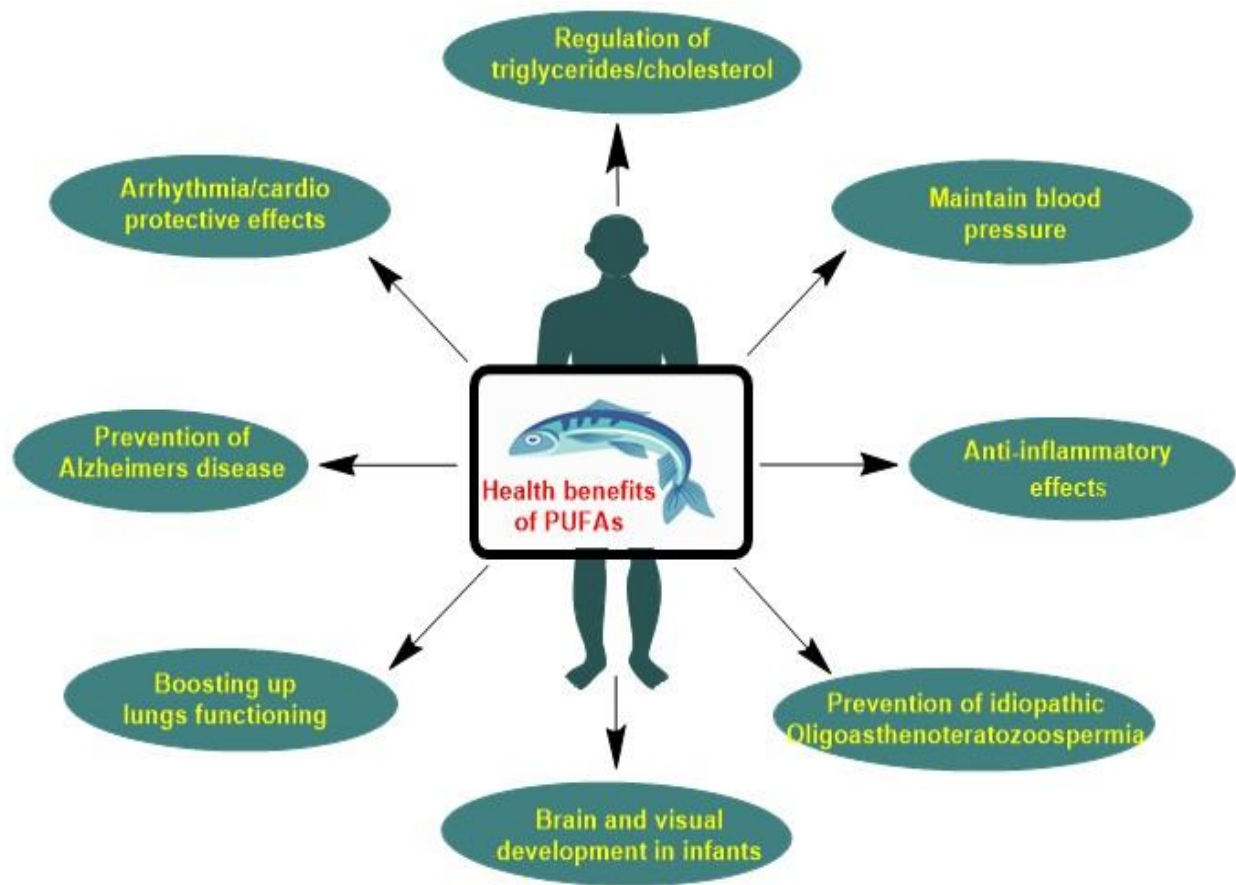 Regulation of
triglycerides/cholesterol
Arrhythmia/cardio
protective effects
Maintain blood
pressure
Prevention of
Alzheimers disease
Health benefits
of PUFAs
Anti-inflammatory
effects
Boosting up
lungs functioning
Prevention of idiopathic
Oligoasthenoteratozoospermia
Brain and visual
development in infants